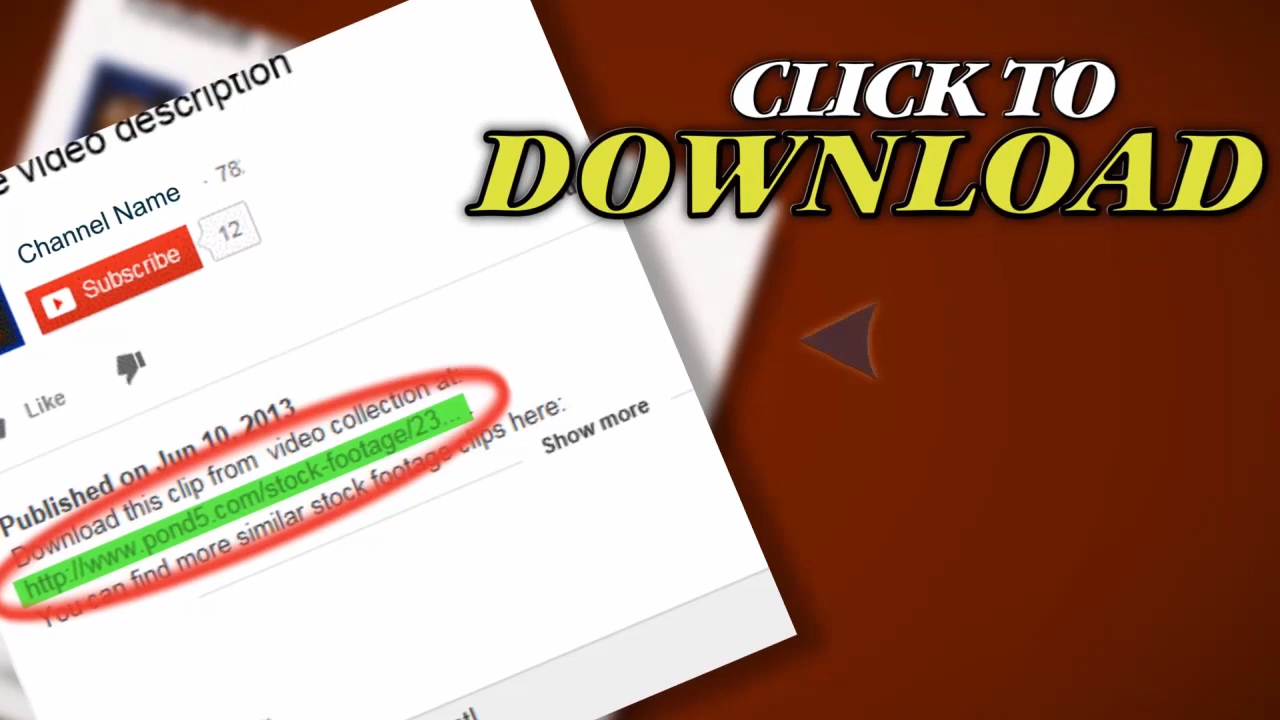 CLICK TO
DOWNLOAD
video description
78
Channel Name
Subscribe
12
Like
Published on Jun 10, 2013
Download this clip from video collection at:
http://www.pond5.com/stock-footage/23...
You can find more similar stock footage clips here:
Show more